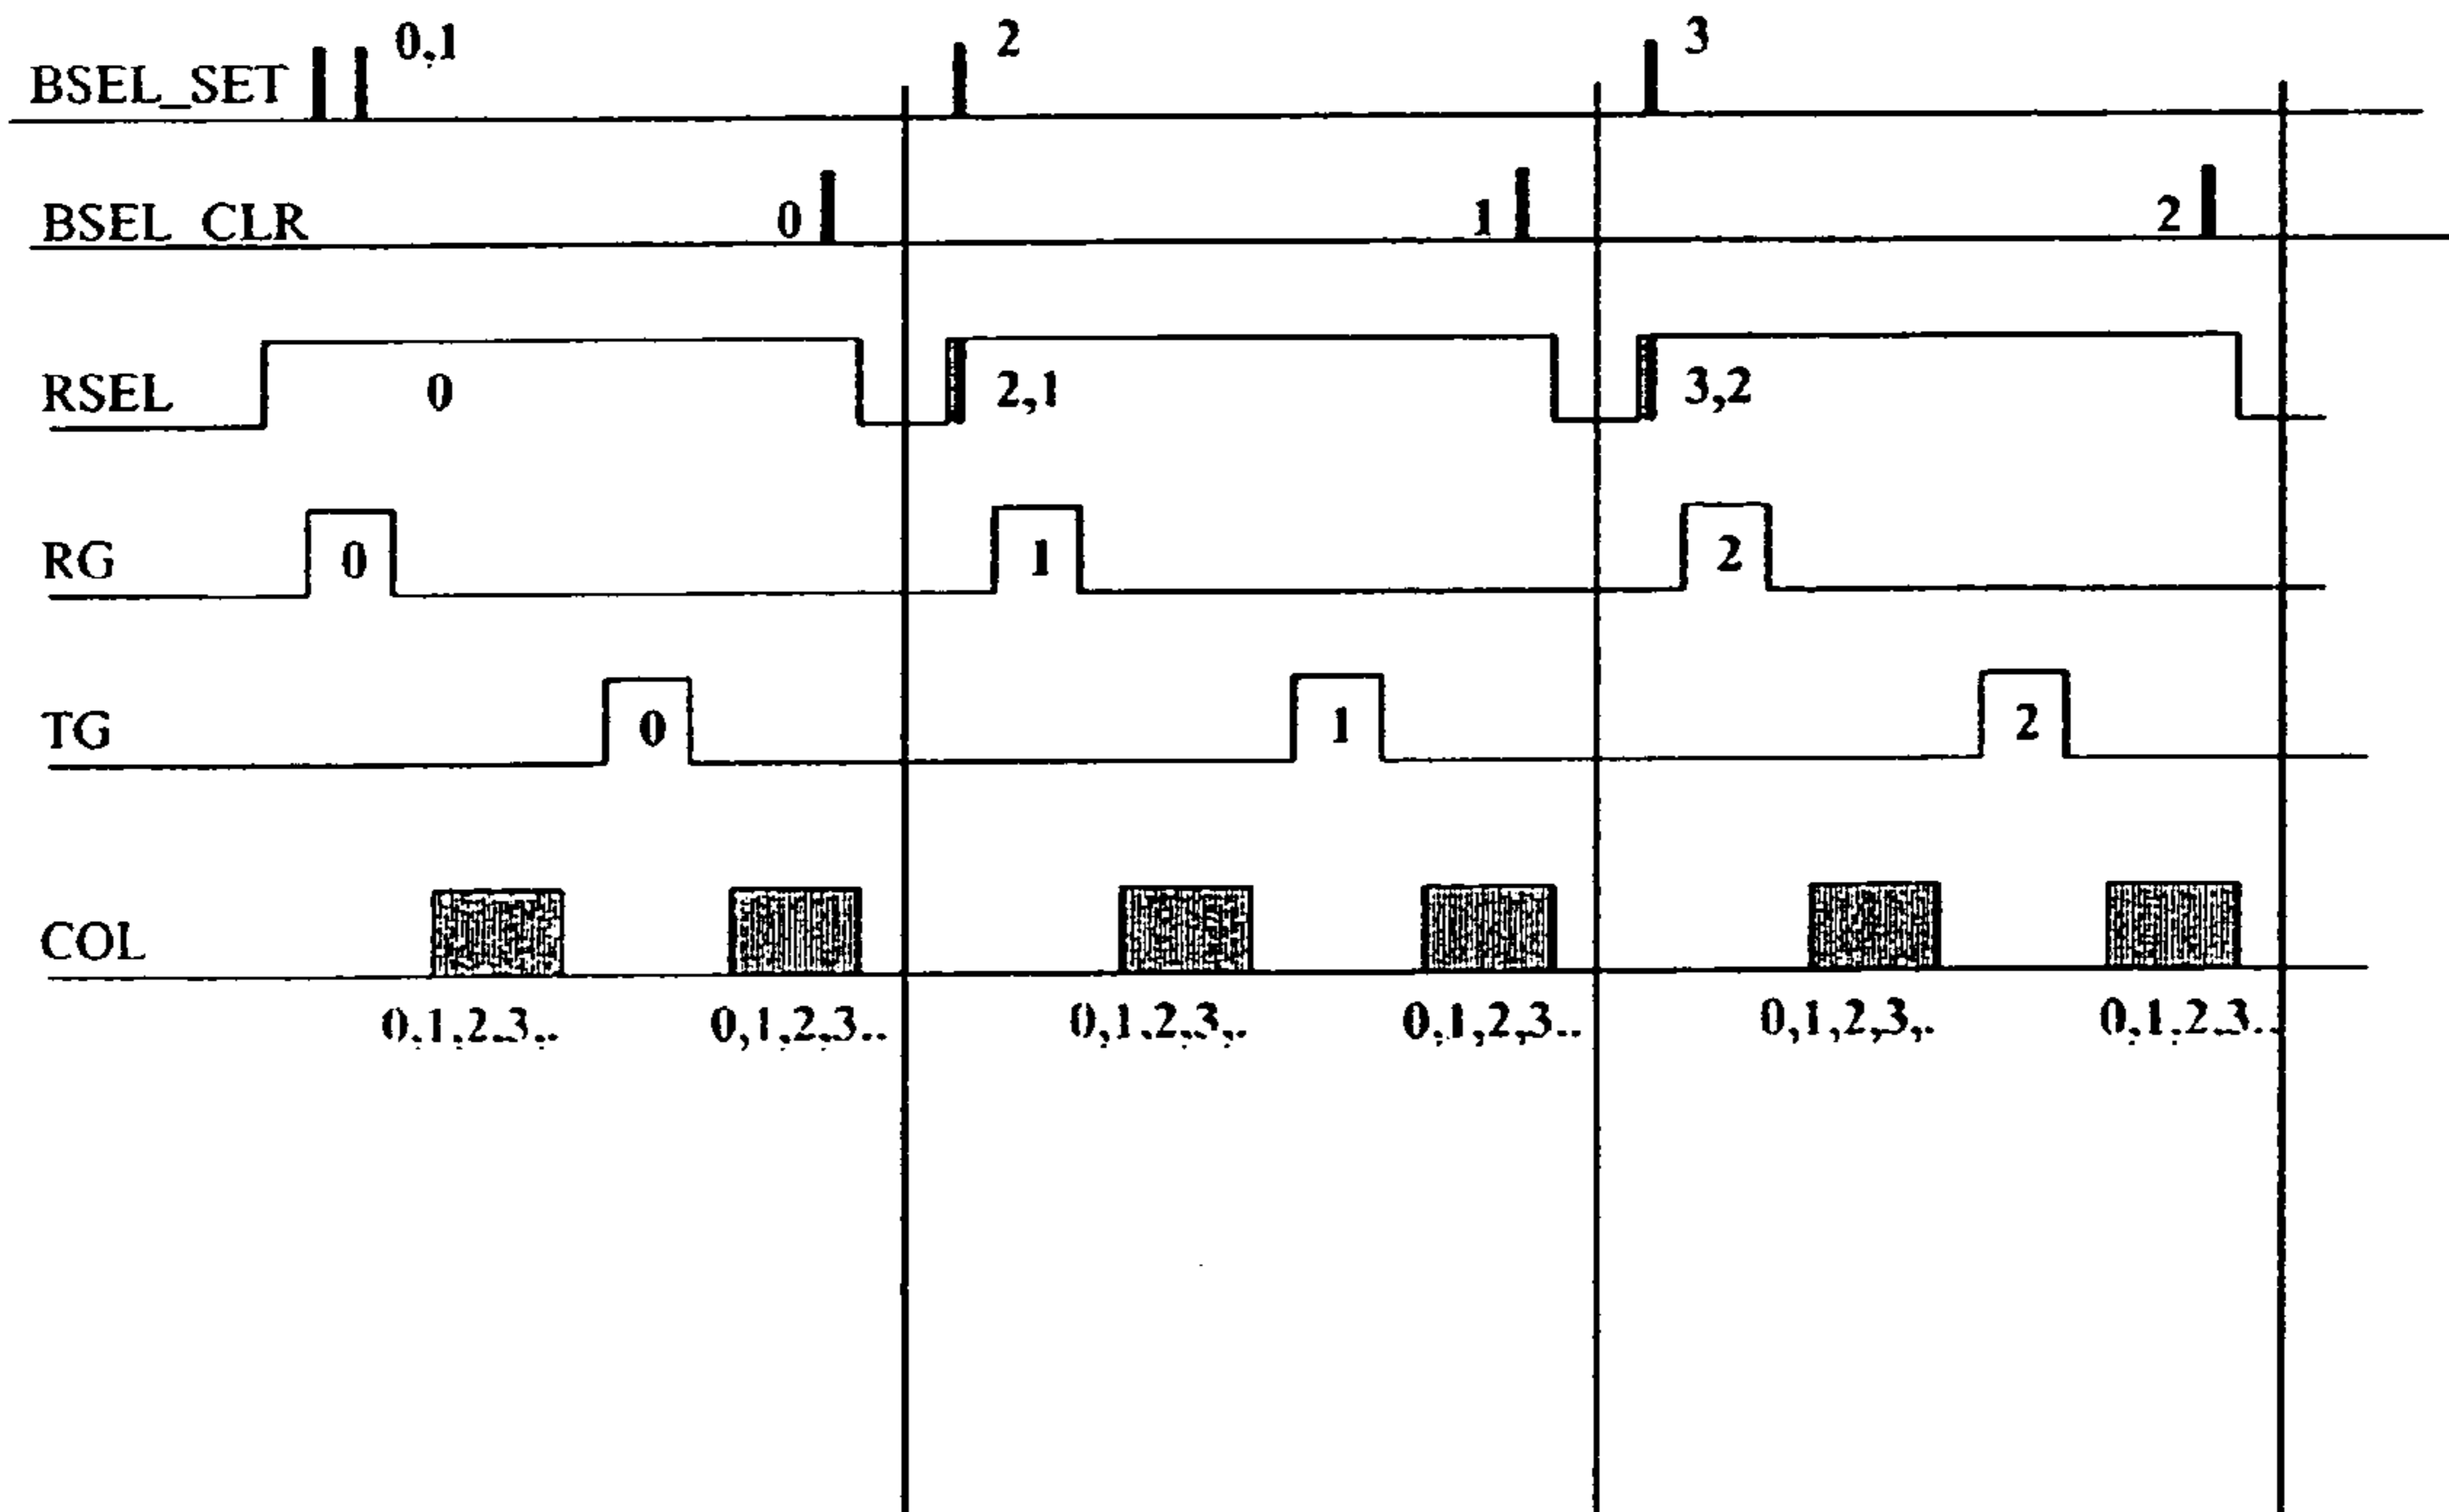 BSEL_SET 0,1 2 3
BSEL CLR 0 1 2
RSEL 0 2,1 3,2
RG 0 1 2
TG 0 1 2
COL
0,1,2,3,. 0,1,2,3.. 0,1,2,3,. 0,1,2,3.. 0,1,2,3,. 0,1,2,3..